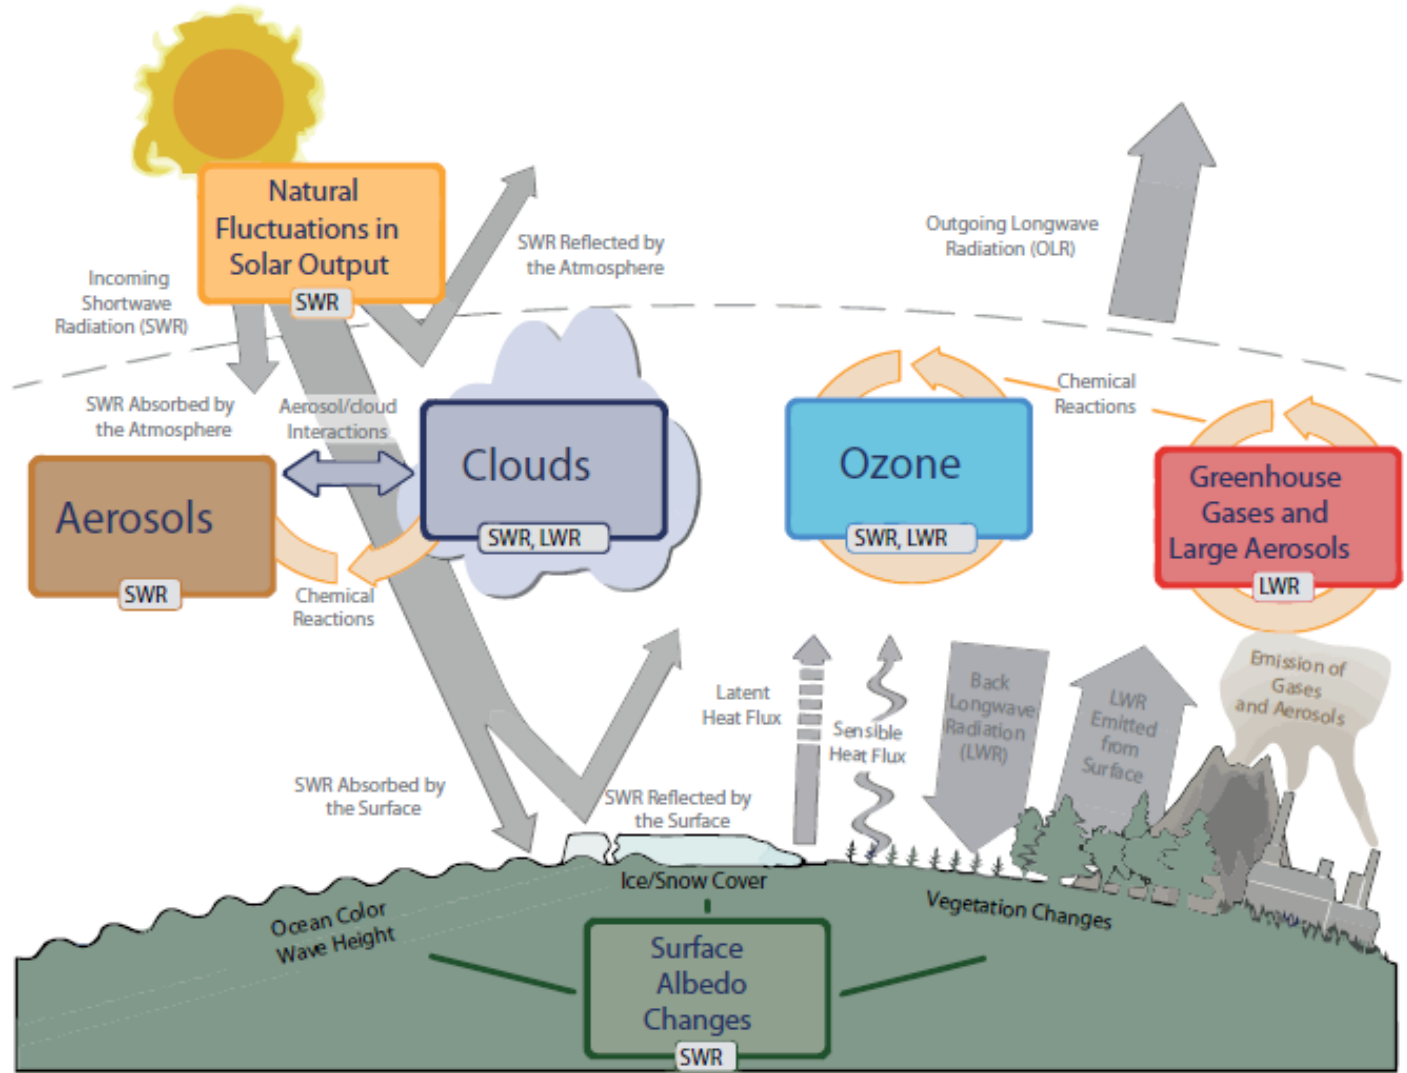 Natural
Fluctuations in
Solar Output
SWR
Incoming
Shortwave
Radiation (SWR)
SWR Reflected by
the Atmosphere
Outgoing Longwave
Radiation (OLR)
SWR Absorbed by
the Atmosphere
Aerosol/cloud
Interactions
Chemical
Reactions
Aerosols
SWR
Clouds
SWR, LWR
Ozone
SWR, LWR
Greenhouse
Gases and
Large Aerosols
LWR
Chemical
Reactions
Emission of
Gases
and Aerosols
Latent
Heat Flux
Sensible
Heat Flux
Back
Longwave
Radiation
(LWR)
LWR
Emitted
from
Surface
SWR Absorbed by
the Surface
SWR Reflected by
the Surface
Ice/Snow Cover
Ocean Color
Wave Height
Vegetation Changes
Surface
Albedo
Changes
SWR